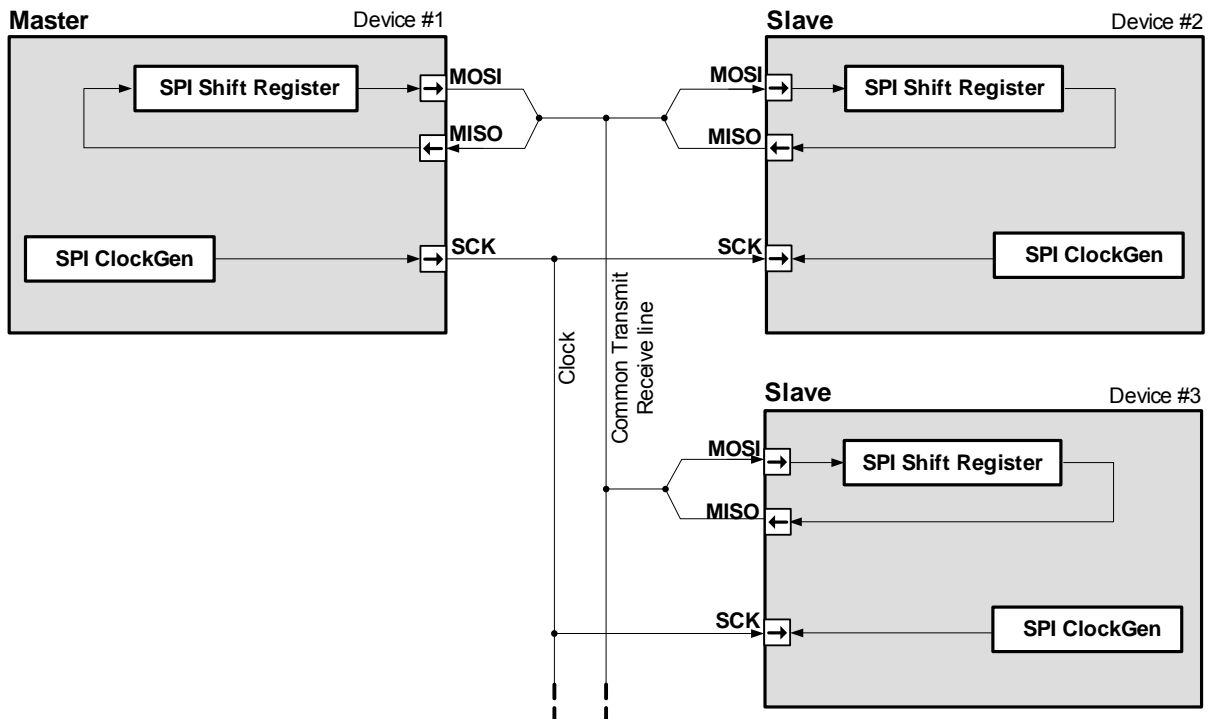 Master
Device #1
SPI Shift Register
MOSI
MISO
SPI ClockGen
SCK
Slave
Device #2
MOSI
SPI Shift Register
MISO
SCK
SPI ClockGen
Clock
Common Transmit
Receive line
Slave
Device #3
MOSI
SPI Shift Register
MISO
SCK
SPI ClockGen